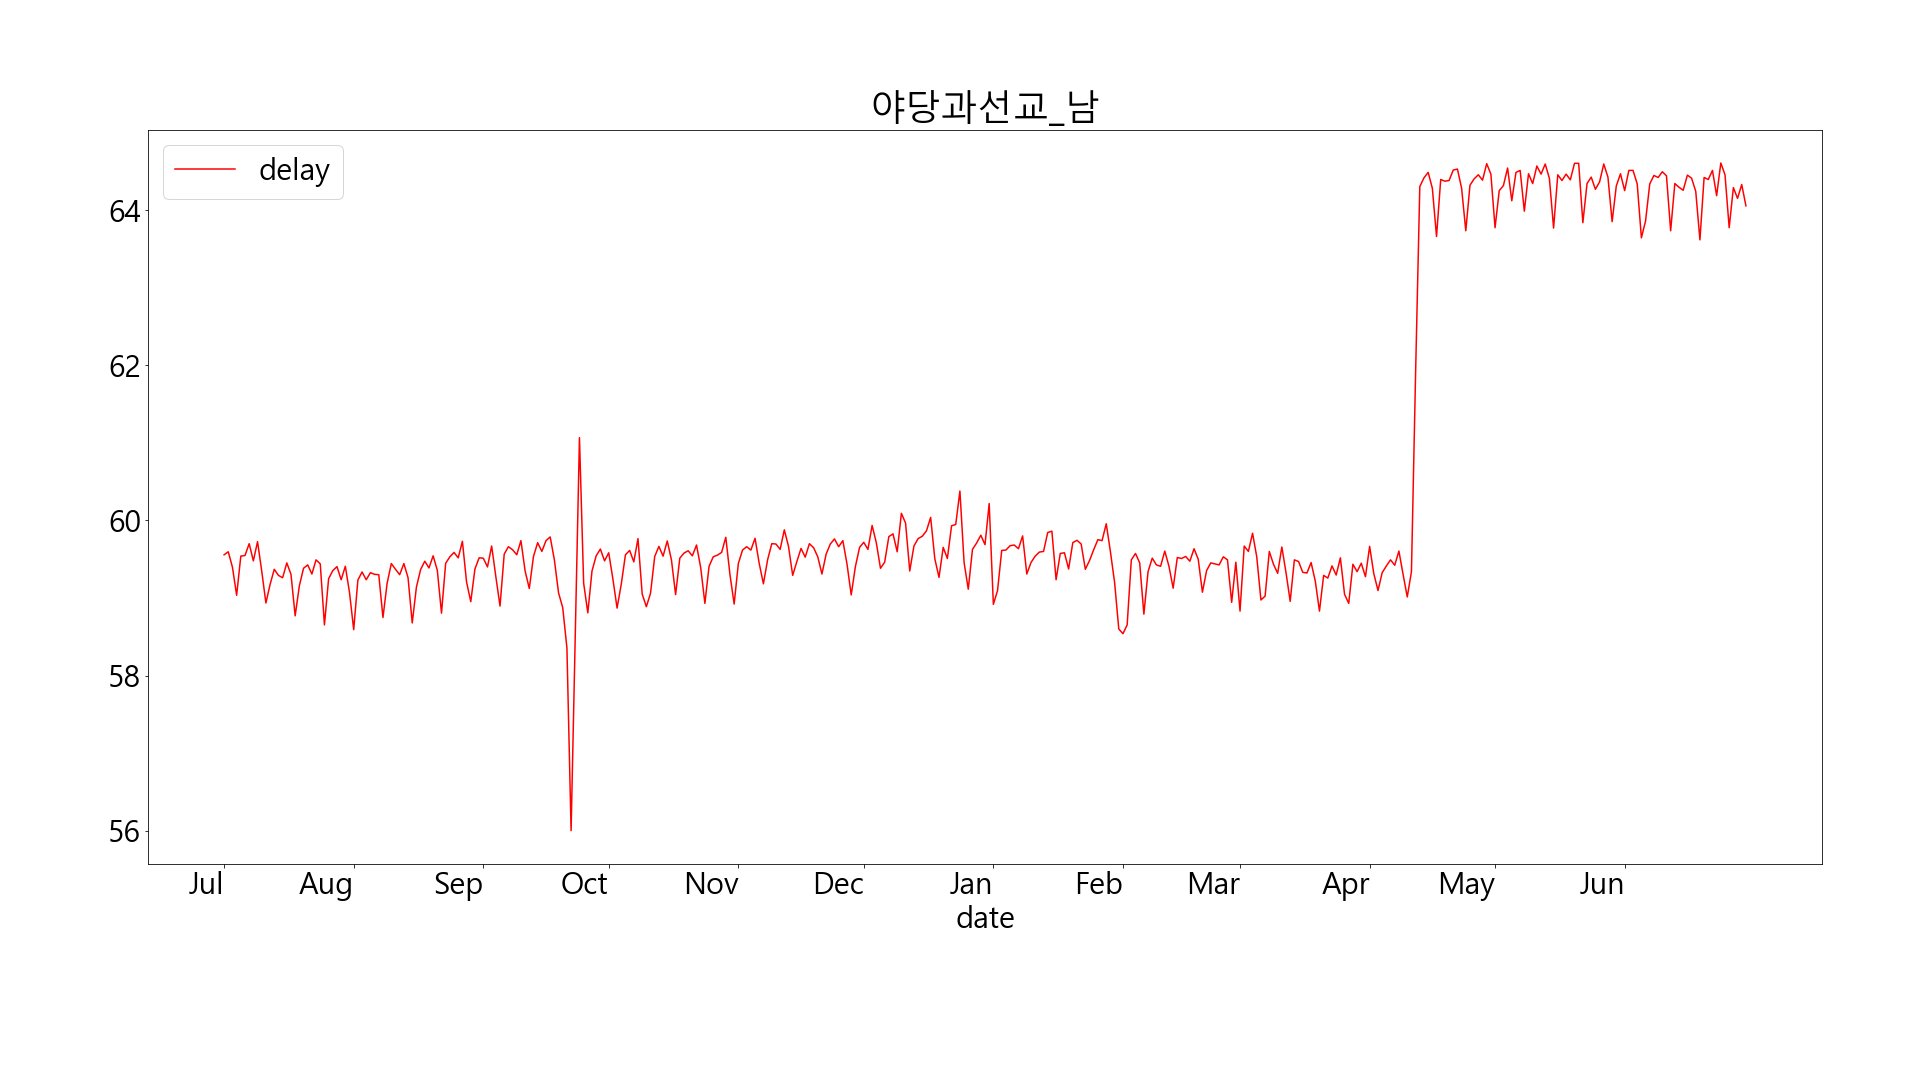 야당과선교_남
delay
64
62
60
58
56
Jul Aug Sep Oct Nov Dec Jan Feb Mar Apr May Jun
date